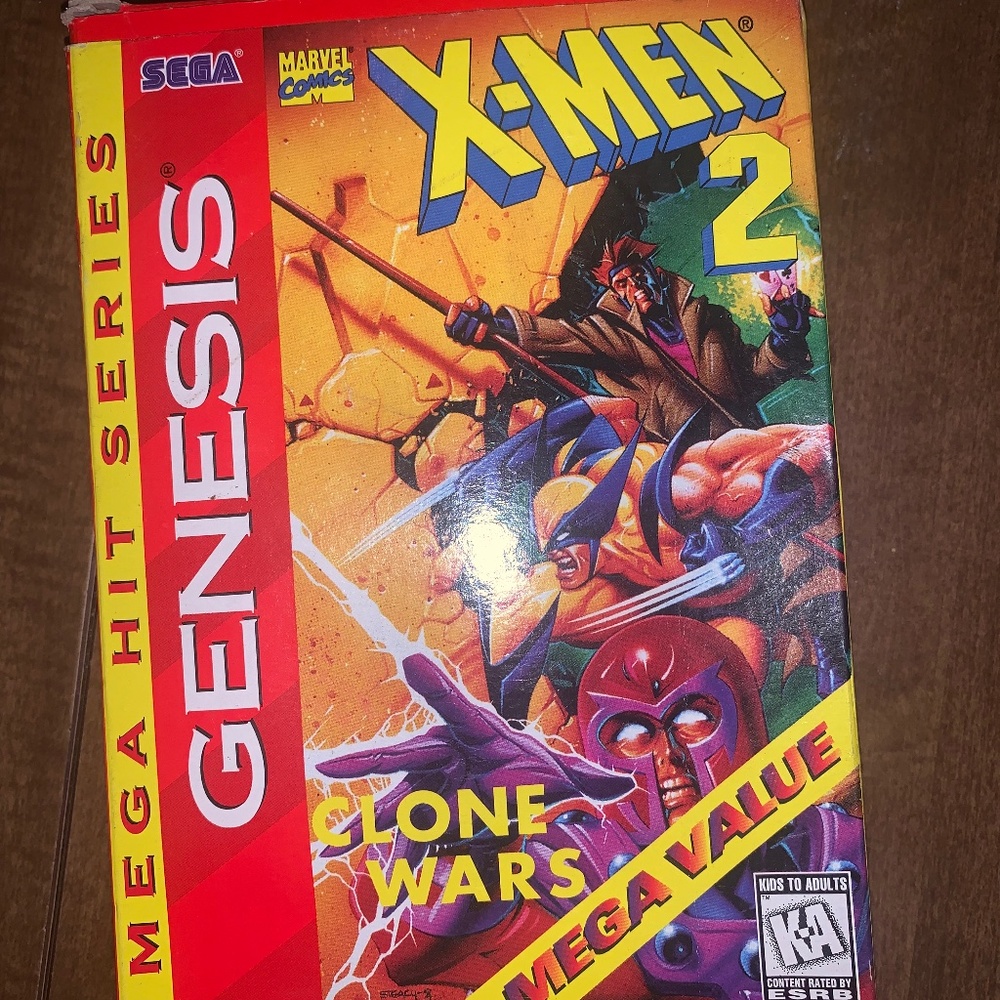 MEGA HIT SERIES
SEGA®
GENESIS®
MARVEL
COMICS
M
X-MEN®
2
CLONE
WARS
MEGA VALUE
KIDS TO ADULTS
K-A
™
CONTENT RATED BY
ESRB